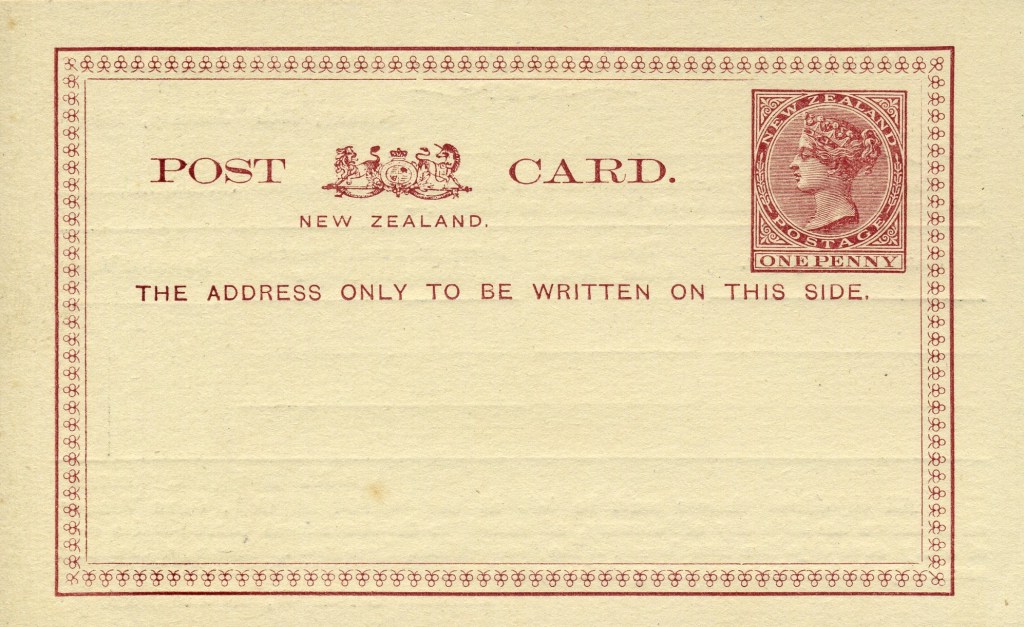 POST CARD.
NEW ZEALAND.
NEW ZEALAND
POSTAGE
ONE PENNY
THE ADDRESS ONLY TO BE WRITTEN ON THIS SIDE.